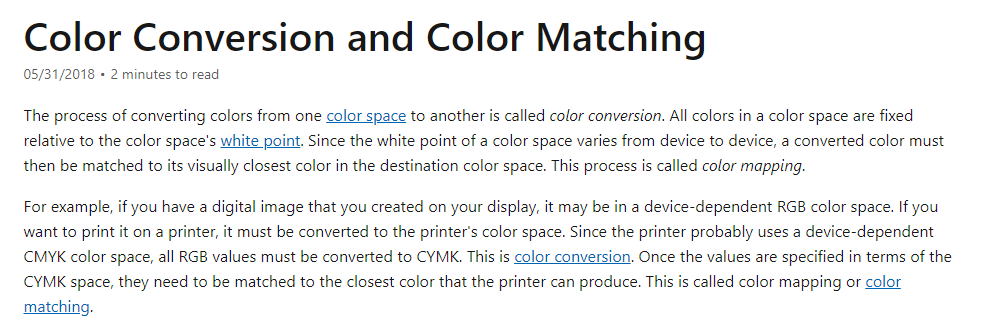 Color Conversion and Color Matching
05/31/2018 • 2 minutes to read
The process of converting colors from one color space to another is called color conversion. All colors in a color space are fixed
relative to the color space's white point. Since the white point of a color space varies from device to device, a converted color must
then be matched to its visually closest color in the destination color space. This process is called color mapping.
For example, if you have a digital image that you created on your display, it may be in a device-dependent RGB color space. If you
want to print it on a printer, it must be converted to the printer's color space. Since the printer probably uses a device-dependent
CMYK color space, all RGB values must be converted to CYMK. This is color conversion. Once the values are specified in terms of the
CYMK space, they need to be matched to the closest color that the printer can produce. This is called color mapping or color
matching.